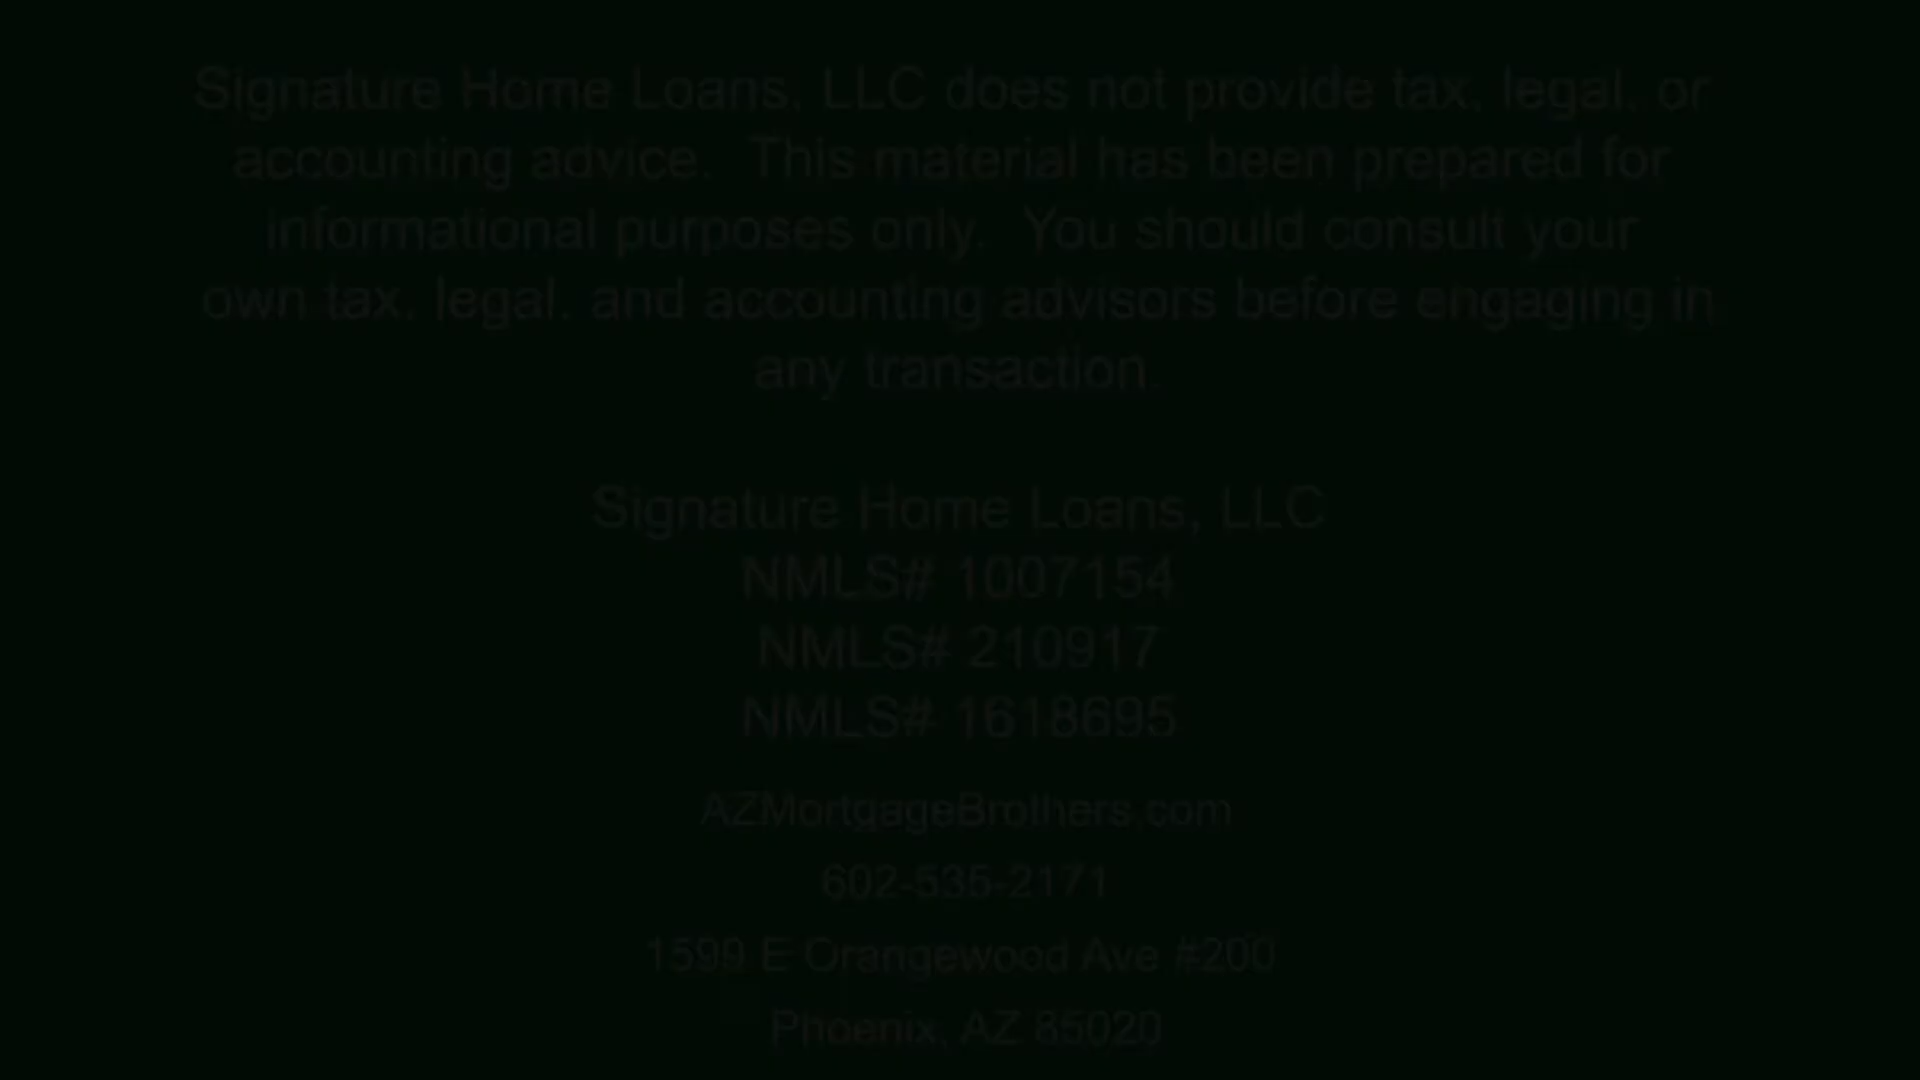 Signature Home Loans, LLC does not provide tax, legal, or
accounting advice. This material has been prepared for
informational purposes only. You should consult your
own tax, legal, and accounting advisors before engaging in
any transaction.
Signature Home Loans, LLC
NMLS# 1007154
NMLS# 210917
NMLS# 1618695
AZMortgageBrothers.com
602-535-2171
1599 E Orangewood Ave #200
Phoenix, AZ 85020